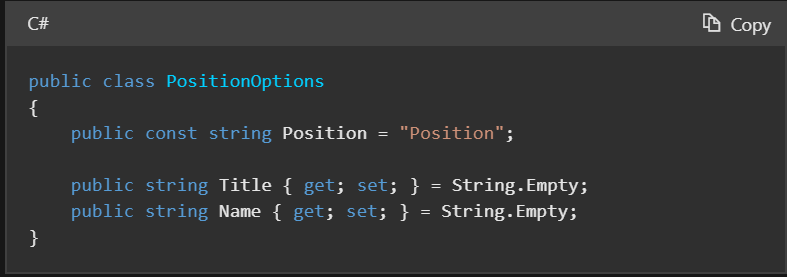 C#
Copy
public class PositionOptions
{
    public const string Position = "Position";
    public string Title { get; set; } = String.Empty;
    public string Name { get; set; } = String.Empty;
}